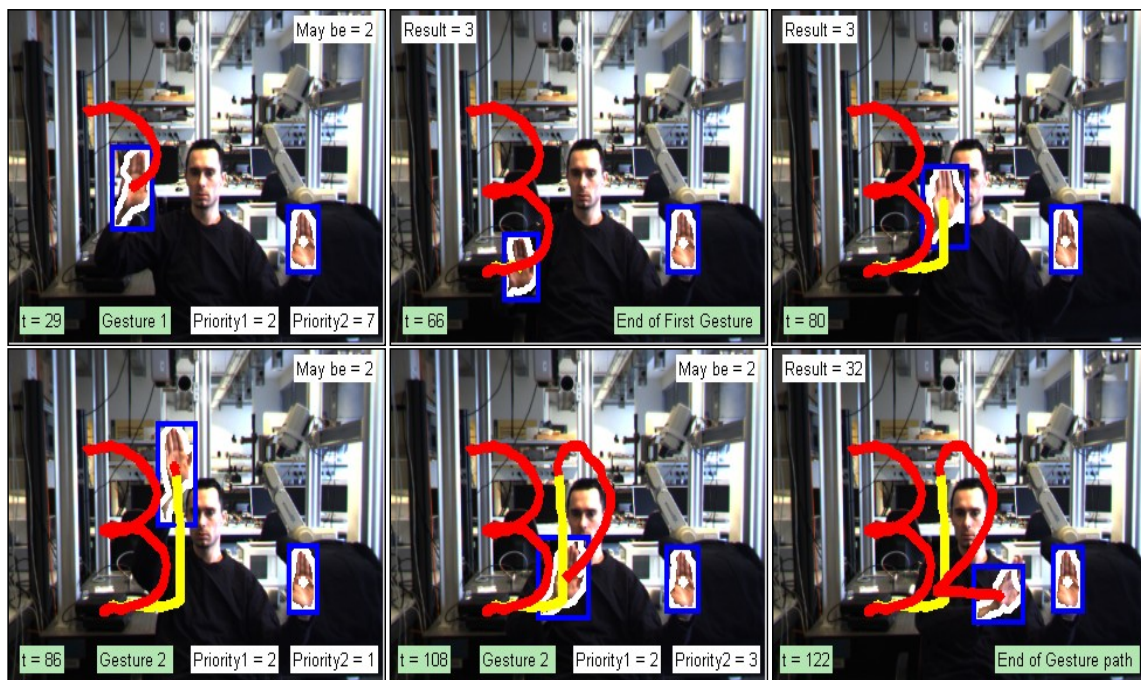 May be = 2
t = 29 Gesture 1 Priority1 = 2 Priority2 = 7
Result = 3
t = 66 End of First Gesture
Result = 3
t = 80
May be = 2
t = 86 Gesture 2 Priority1 = 2 Priority2 = 1
May be = 2
t = 108 Gesture 2 Priority1 = 2 Priority2 = 3
Result = 32
t = 122 End of Gesture path